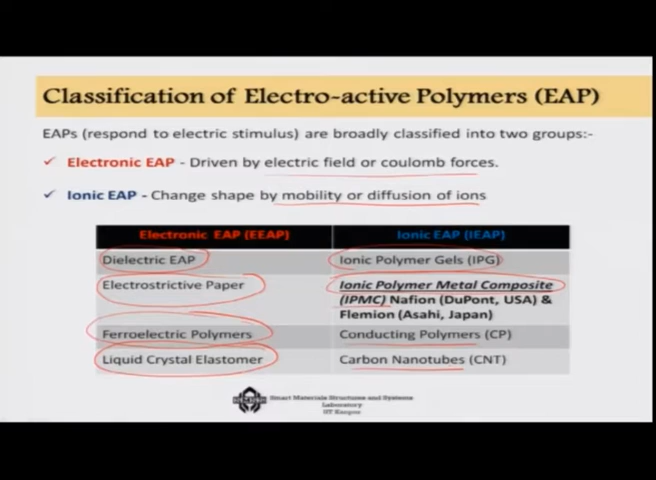 Classification of Electro-active Polymers (EAP)
EAPs (respond to electric stimulus) are broadly classified into two groups:-
Electronic EAP - Driven by electric field or coulomb forces.
Ionic EAP - Change shape by mobility or diffusion of ions
Electronic EAP (EEAP) Ionic EAP (IEAP)
Dielectric EAP Ionic Polymer Gels (IPG)
Electrostrictive Paper Ionic Polymer Metal Composite
(IPMC) Nafion (DuPont, USA) &
Flemion (Asahi, Japan)
Ferroelectric Polymers Conducting Polymers (CP)
Liquid Crystal Elastomer Carbon Nanotubes (CNT)
Smart Materials Structures and Systems
Laboratory
IIT Kanpur